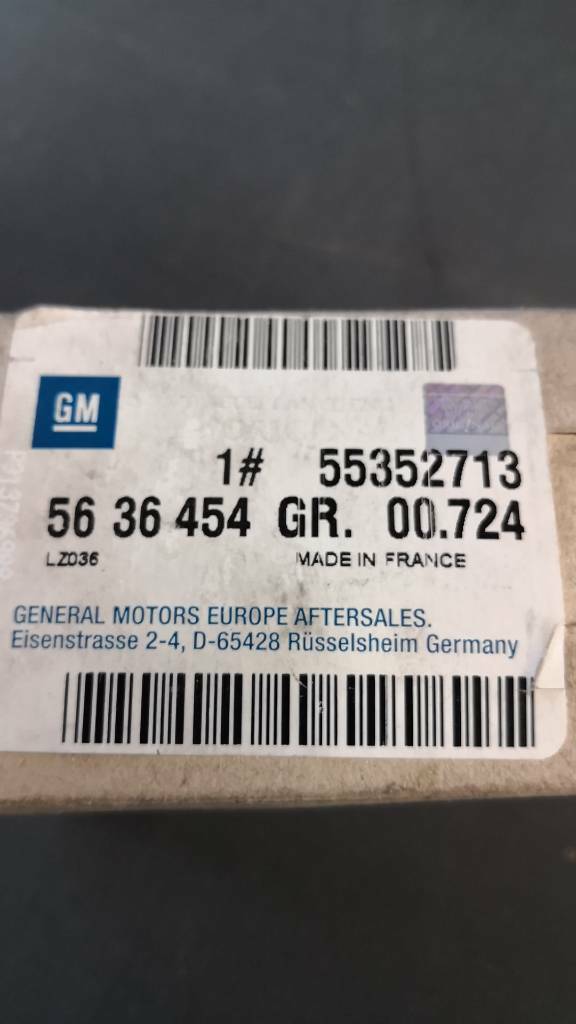 GM
1# 55352713
56 36 454 GR. 00.724
LZ036 MADE IN FRANCE
GENERAL MOTORS EUROPE AFTERSALES.
Eisenstrasse 2-4, D-65428 Rüsselsheim Germany